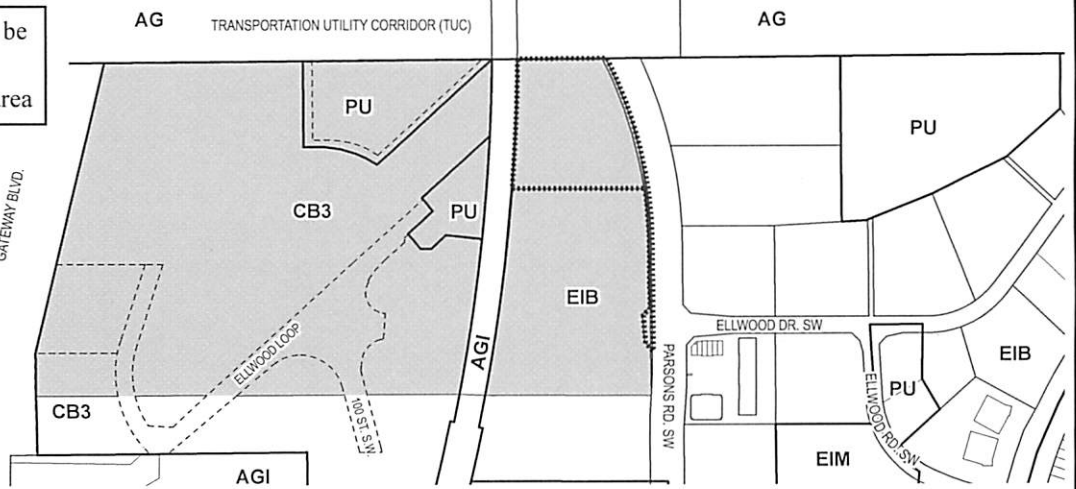 be
area
AG
TRANSPORTATION UTILITY CORRIDOR (TUC)
AG
PU
PU
GATEWAY BLVD.
CB3
PU
EIB
ELLWOOD DR. SW
ELLWOOD LOOP
AGI
PARSONS RD. SW
EIB
PU
CB3
100 ST. S.W.
ELLWOOD RD. SW
EIM
AGI